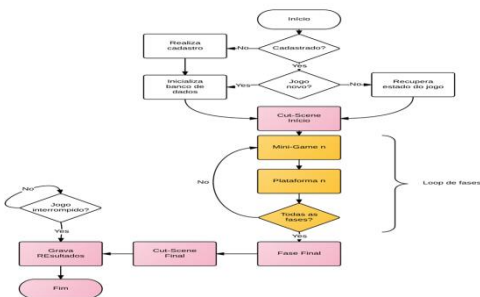 Início
Realiza
cadastro
No
Cadastrado?
Yes
Inicializa
banco de
dados
Yes
Jogo
novo?
No
Recupera
estado do jogo
Cut-Scene
Início
Mini-Game n
Plataforma n
Loop de fases
No
Todas as
fases?
Yes
No
Jogo
interrompido?
Yes
Grava
REsultados
Cut-Scene
Final
Fase Final
Fim